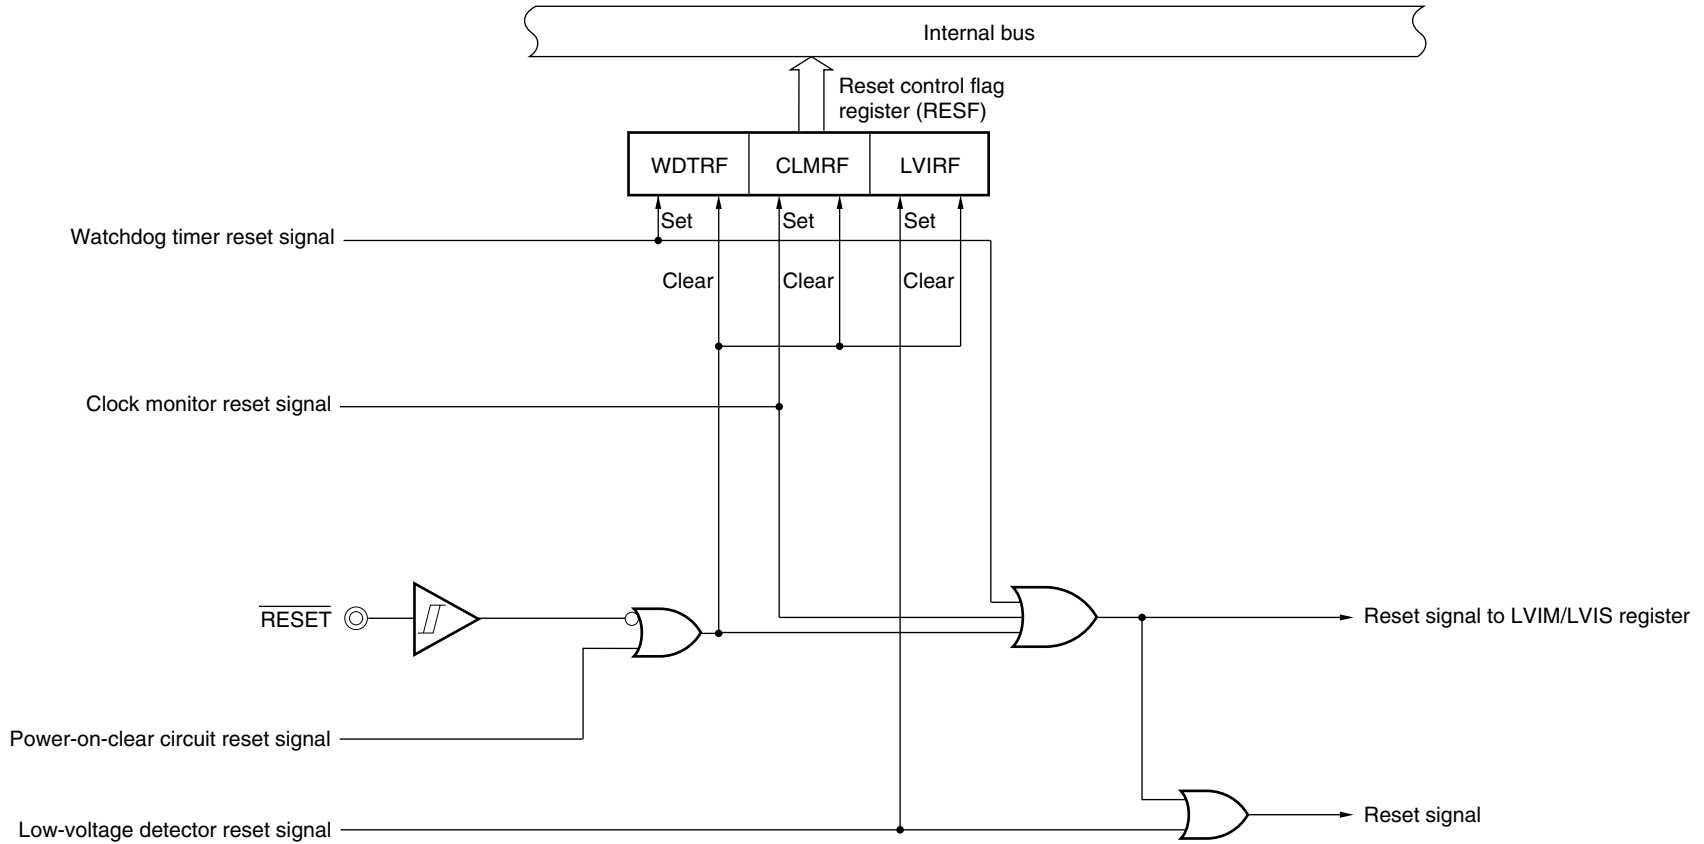 Internal bus
Reset control flag
register (RESF)
WDTRF CLMRF LVIRF
Set Set Set
Watchdog timer reset signal
Clear Clear Clear
Clock monitor reset signal
RESET
Reset signal to LVIM/LVIS register
Power-on-clear circuit reset signal
Low-voltage detector reset signal
Reset signal